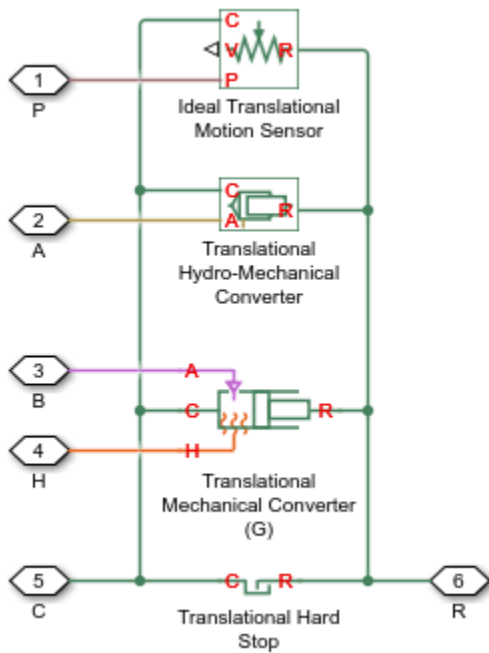 C
V R
1 P
P
Ideal Translational
Motion Sensor
C
2 A R
A
Translational
Hydro-Mechanical
Converter
3 A
B
C R
4 H
H
Translational
Mechanical Converter
(G)
5 C R 6
C R
Translational Hard
Stop